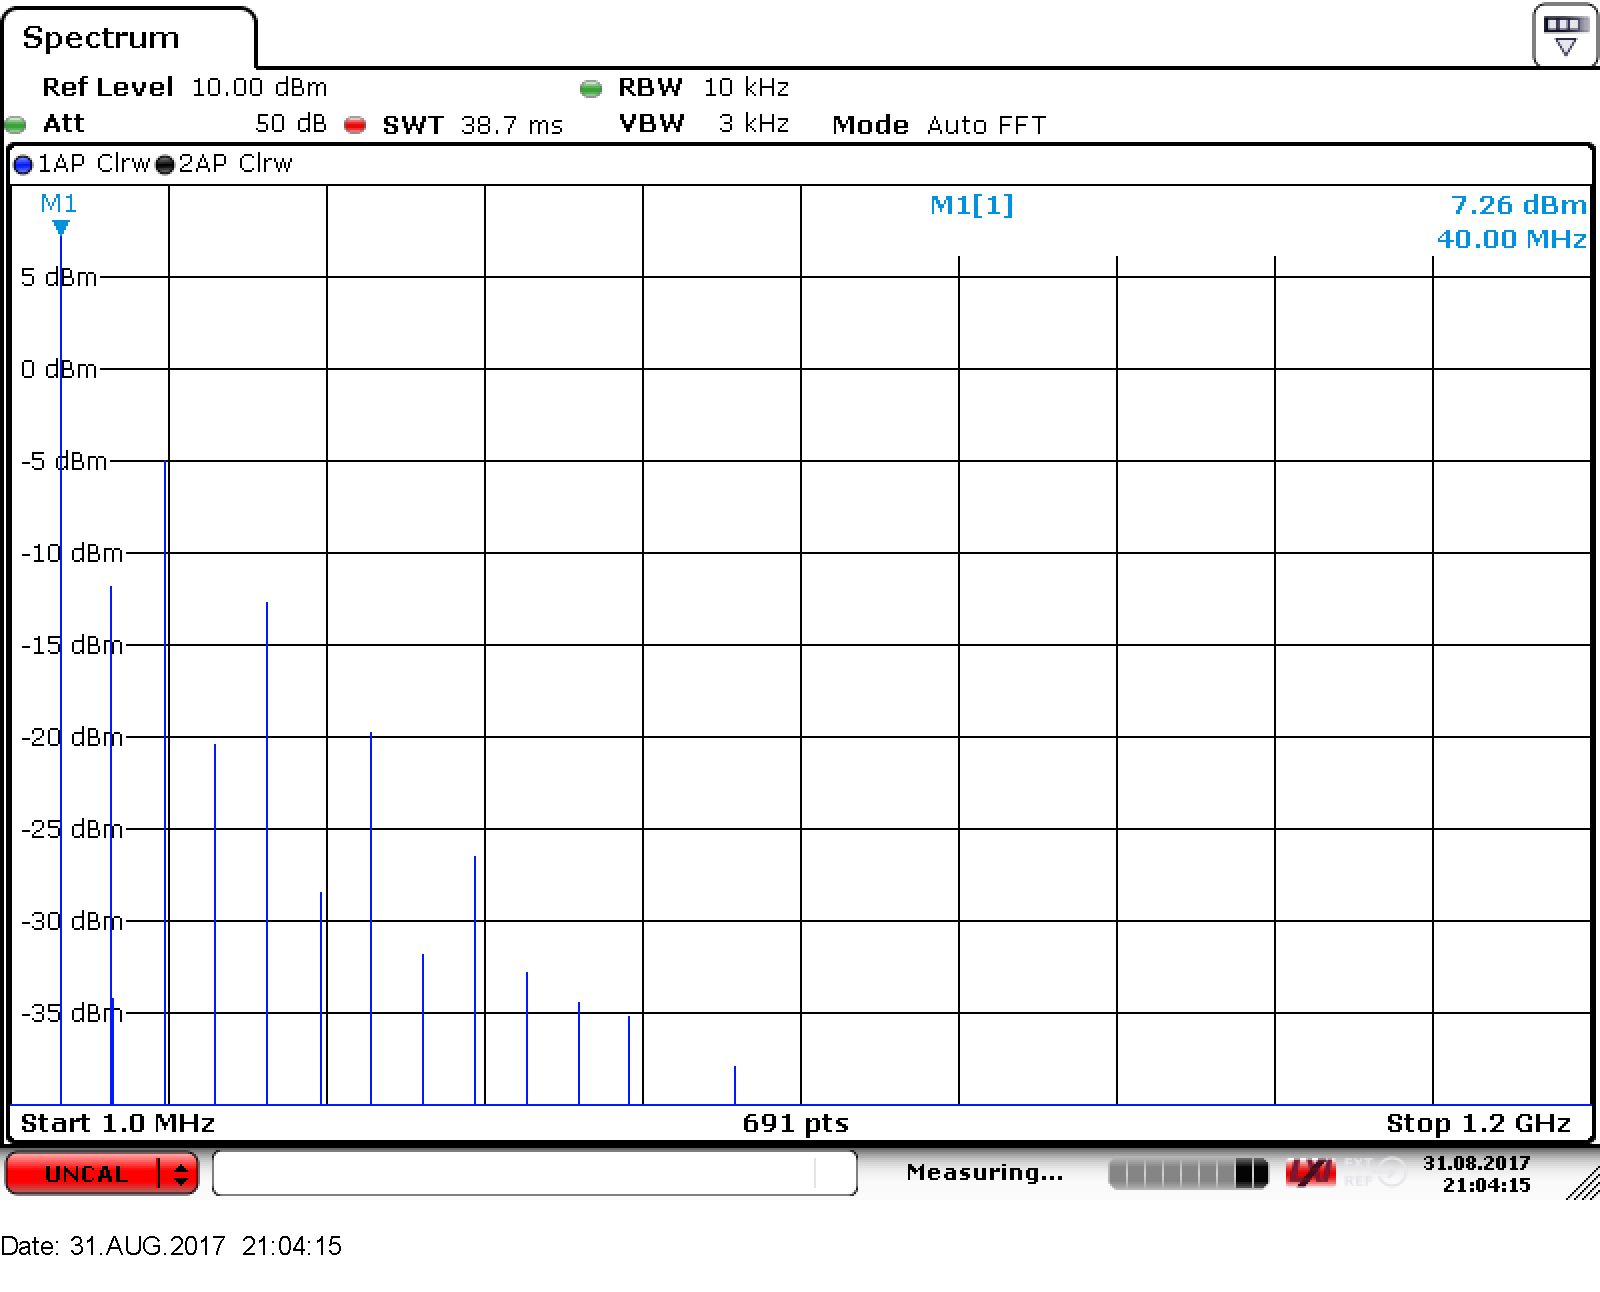 Spectrum
Ref Level 10.00 dBm RBW 10 kHz
Att 50 dB SWT 38.7 ms VBW 3 kHz Mode Auto FFT
1AP Clrw 2AP Clrw
M1 M1[1] 7.26 dBm
40.00 MHz
5 dBm
0 dBm
-5 dBm
-10 dBm
-15 dBm
-20 dBm
-25 dBm
-30 dBm
-35 dBm
Start 1.0 MHz 691 pts Stop 1.2 GHz
UNCAL Measuring... LXI EXT REF 31.08.2017
21:04:15
Date: 31.AUG.2017 21:04:15